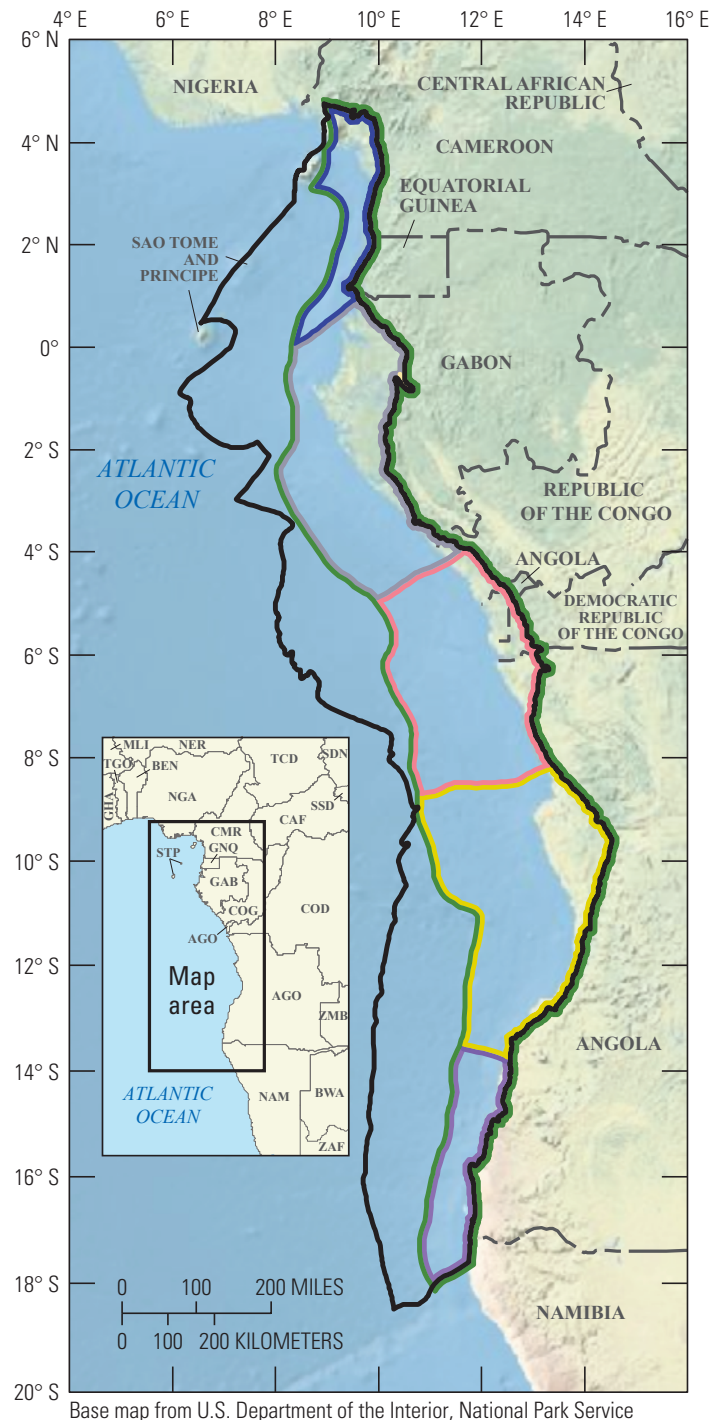 4° E
6° E
8° E
10° E
12° E
14° E
16° E
6° N
4° N
2° N
0°
2° S
4° S
6° S
8° S
10° S
12° S
14° S
16° S
18° S
20° S
NIGERIA
CENTRAL AFRICAN
REPUBLIC
CAMEROON
EQUATORIAL
GUINEA
SAO TOME
AND
PRINCIPE
GABON
ATLANTIC
OCEAN
REPUBLIC
OF THE CONGO
ANGOLA
DEMOCRATIC
REPUBLIC
OF THE CONGO
ANGOLA
NAMIBIA
MLI
NER
TCD
SDN
TGO
BEN
GHA
NGA
SSD
CAF
CMR
STP
GNQ
GAB
COG
COD
AGO
Map
area
AGO
ZMB
ATLANTIC
OCEAN
NAM
BWA
ZAF
0 100 200 MILES
0 100 200 KILOMETERS
Base map from U.S. Department of the Interior, National Park Service